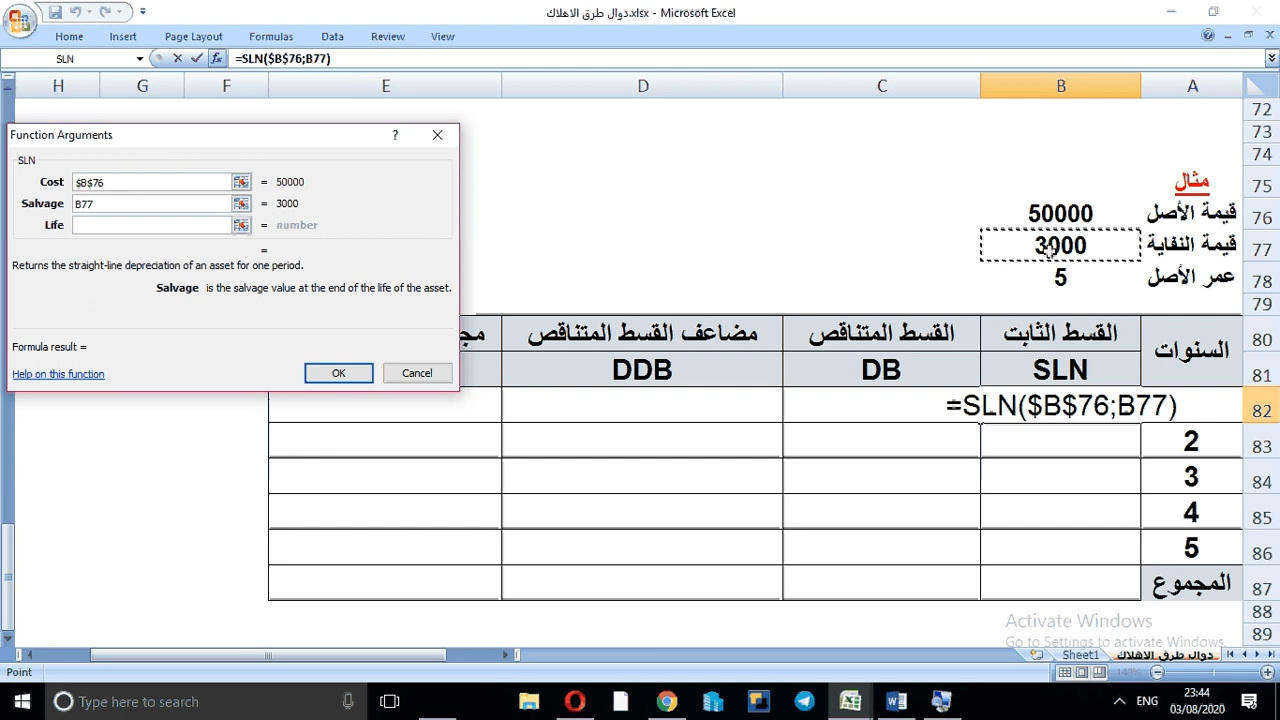 دوال طرق الاهلاك.xlsx - Microsoft Excel
Home Insert Page Layout Formulas Data Review View
SLN =SLN($B$76;B77)
H G F E D C B A
72
73
74
مثال 75
قيمة الأصل 50000 76
قيمة النفاية 3000 77
عمر الأصل 5 78
79
السنوات القسط الثابت القسط المتناقص مضاعف القسط المتناقص مج 80
SLN DB DDB 81
=SLN($B$76;B77) 82
2 83
3 84
4 85
5 86
المجموع 87
88
89
Function Arguments ?
SLN
Cost $B$76 = 50000
Salvage B77 = 3000
Life = number
=
Returns the straight-line depreciation of an asset for one period.
Salvage is the salvage value at the end of the life of the asset.
Formula result =
Help on this function OK Cancel
Activate Windows
Go to Settings to activate Windows.
Sheet1 دوال طرق الاهلاك
Point 148%
Type here to search
ENG 23:44
03/08/2020